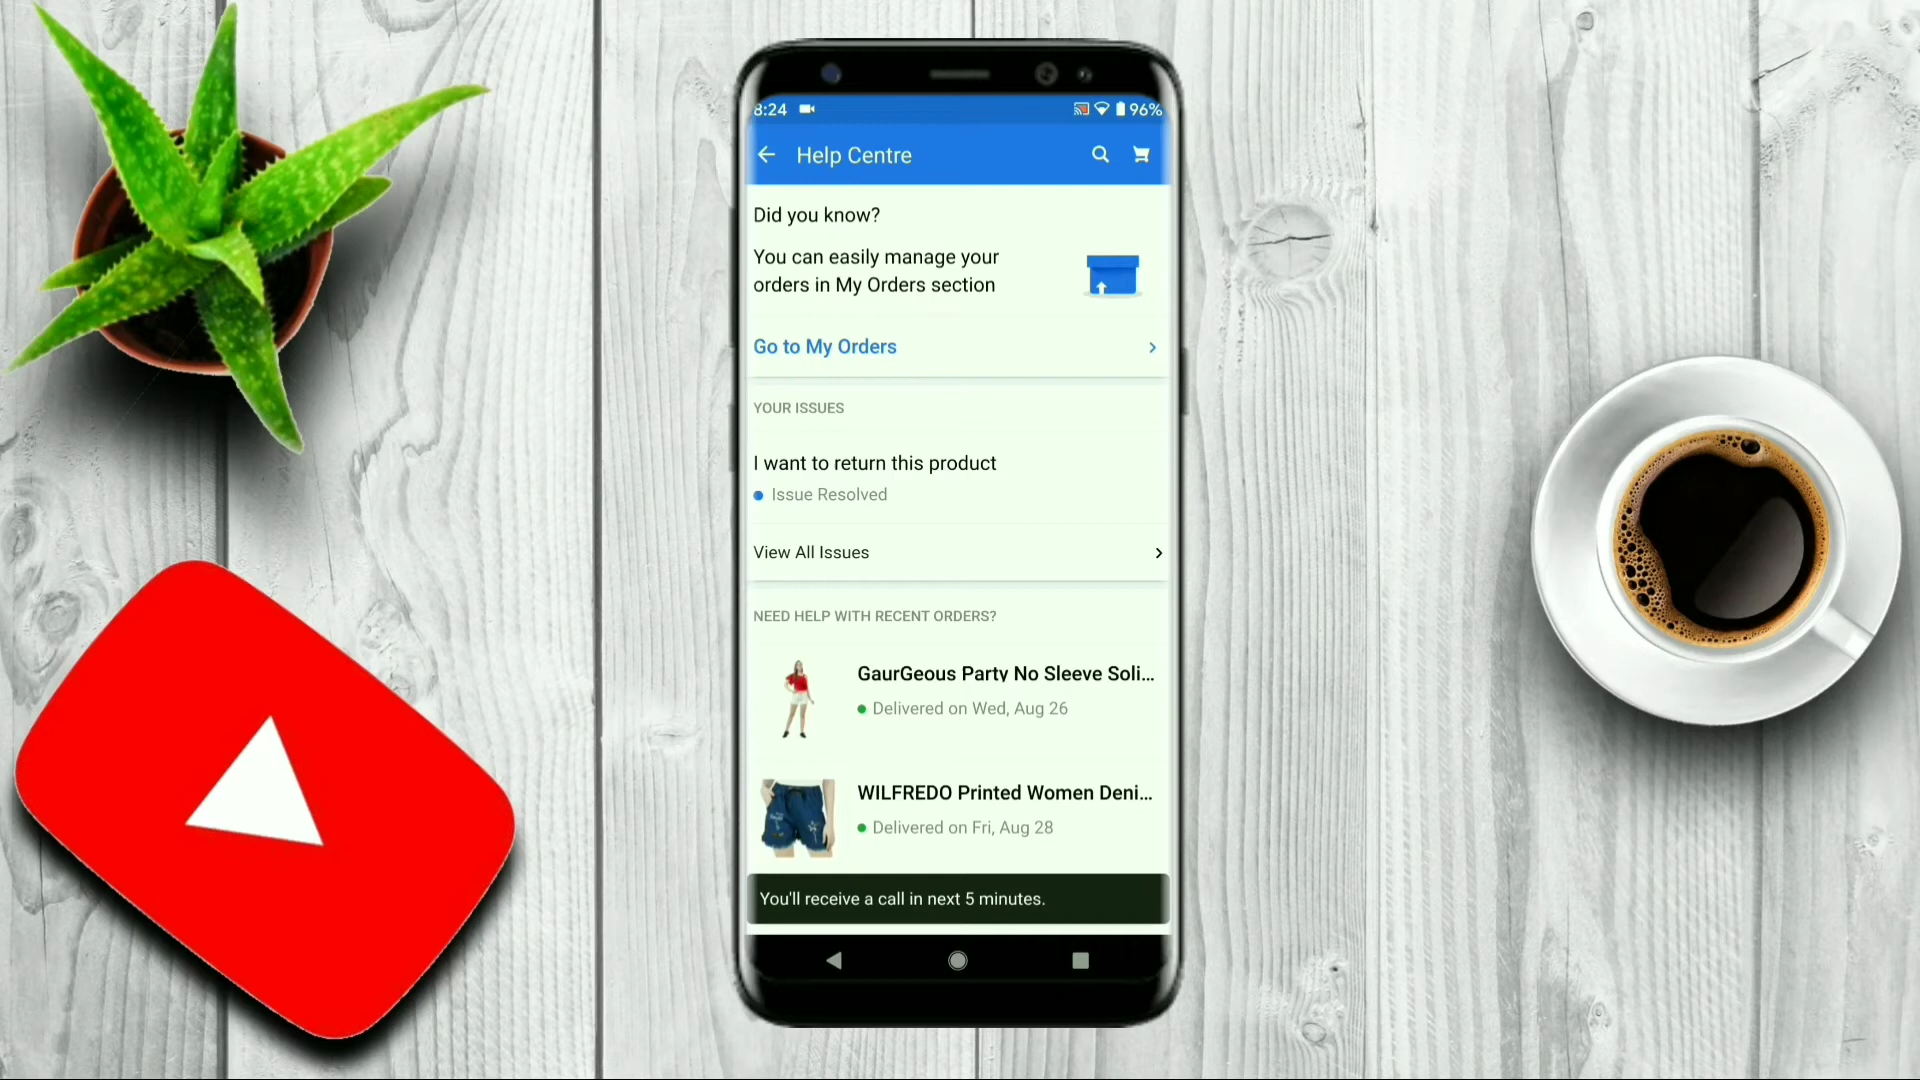 8:24
96%
Help Centre
Did you know?
You can easily manage your
orders in My Orders section
Go to My Orders
YOUR ISSUES
I want to return this product
Issue Resolved
View All Issues
NEED HELP WITH RECENT ORDERS?
GaurGeous Party No Sleeve Soli...
Delivered on Wed, Aug 26
WILFREDO Printed Women Deni...
Delivered on Fri, Aug 28
You'll receive a call in next 5 minutes.